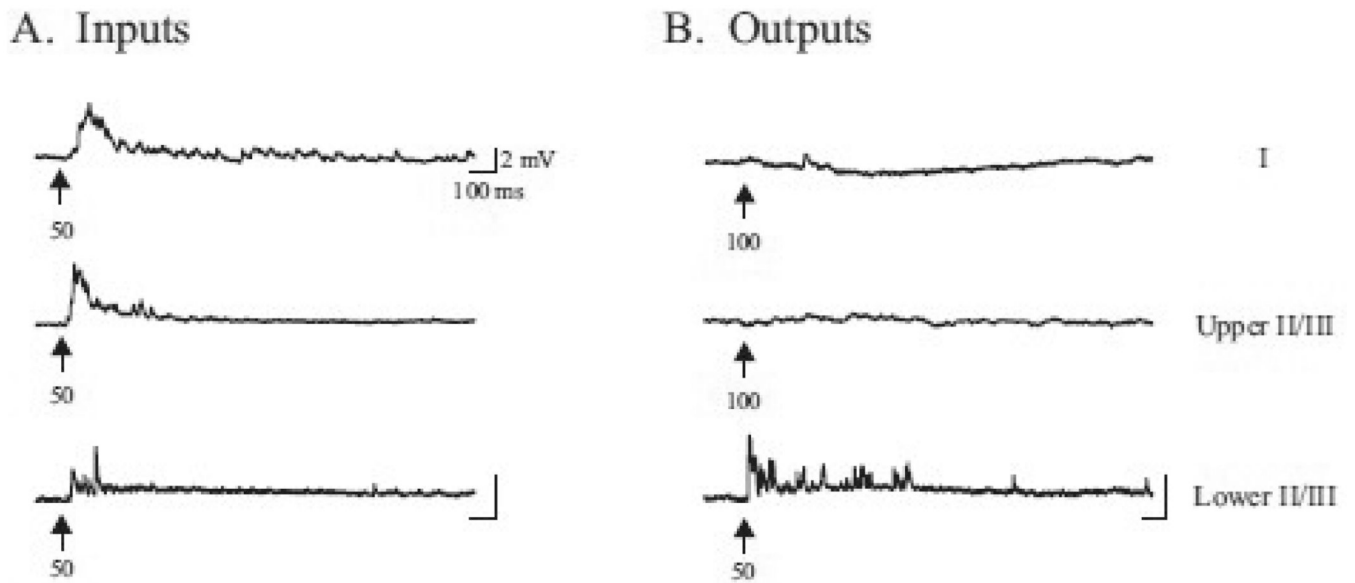 A. Inputs
B. Outputs
2 mV
100 ms
50
I
100
50
Upper II/III
100
50
Lower II/III
50